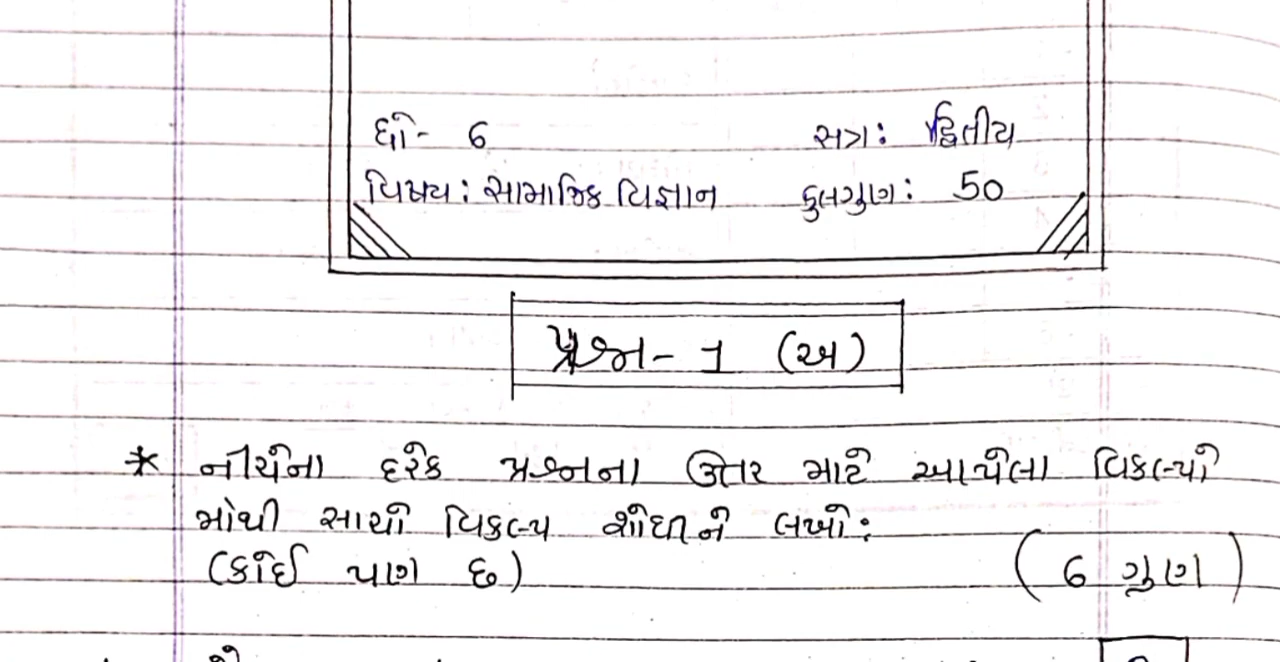 ધો- 6 સત્ર: દ્વિતીય
વિષય: સામાજિક વિજ્ઞાન કુલગુણ: 50
પ્રશ્ન- 1 (અ)
* નીચેના દરેક પ્રશ્નના ઉત્તર માટે આપેલા વિકલ્પો
માંથી સાચો વિકલ્પ શોધીને લખો:
(કોઈ પણ છ) (6 ગુણ)